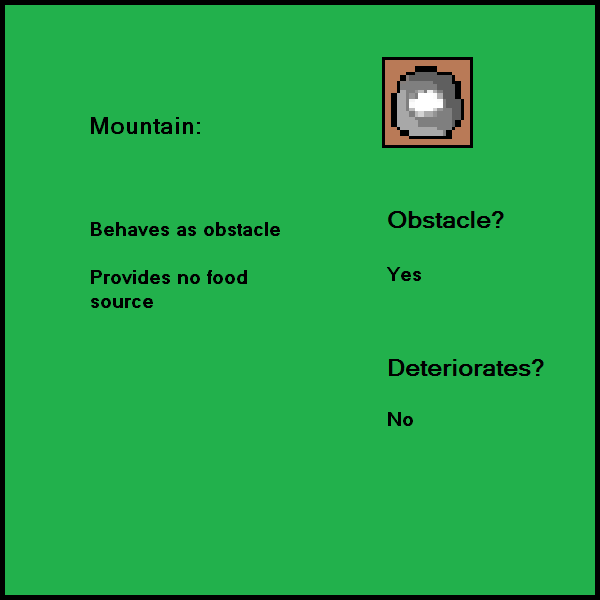 Mountain:
Behaves as obstacle
Provides no food
source
Obstacle?
Yes
Deteriorates?
No